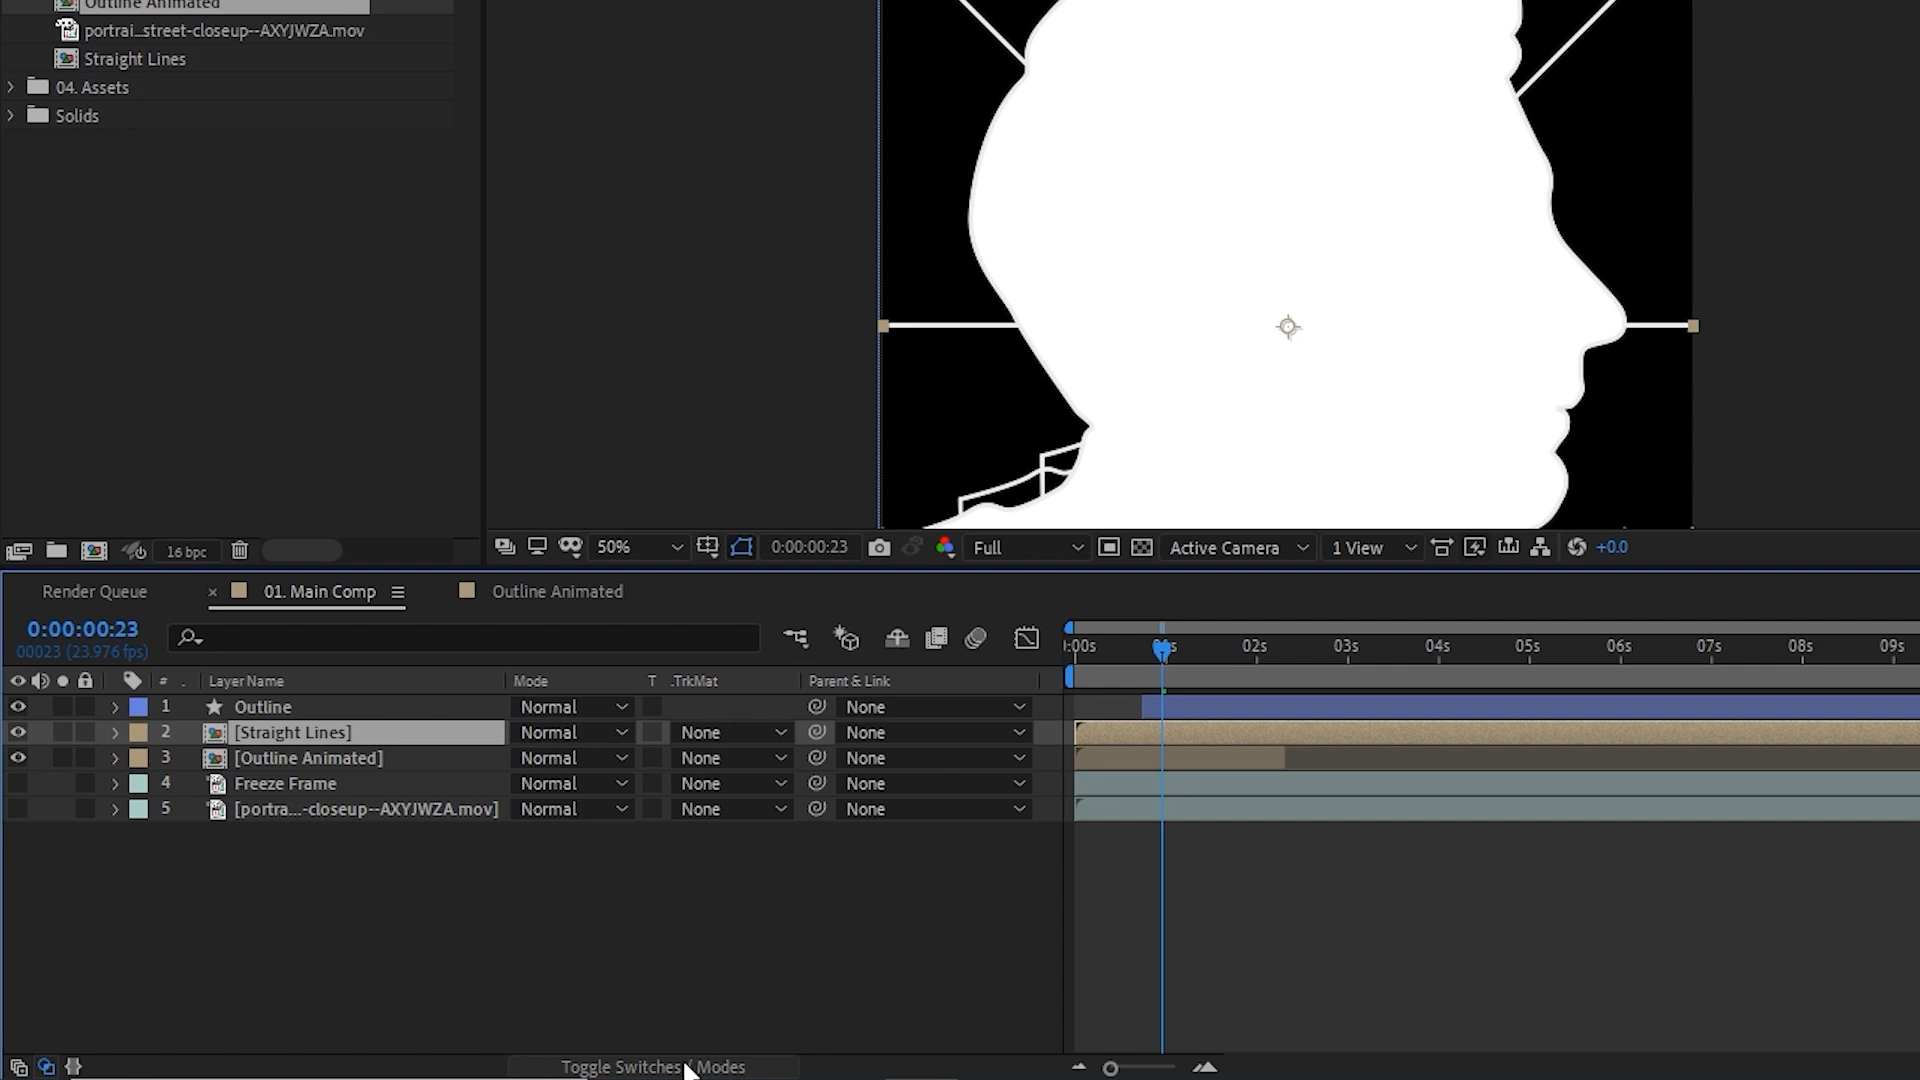 Outline Animated
portrai...street-closeup--AXYJWZA.mov
Straight Lines
04. Assets
Solids
16 bpc
50%
0:00:00:23
Full
Active Camera
1 View
+0.0
Render Queue
× 01. Main Comp
Outline Animated
0:00:00:23
00023 (23.976 fps)
:00s
02s
03s
04s
05s
06s
07s
08s
09s
# . Layer Name Mode T .TrkMat Parent & Link
1 Outline Normal None
2 [Straight Lines] Normal None None
3 [Outline Animated] Normal None None
4 Freeze Frame Normal None None
5 [portra...-closeup--AXYJWZA.mov] Normal None None
Toggle Switches / Modes